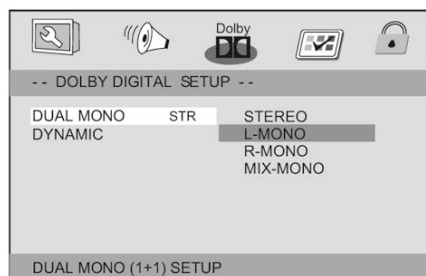 Dolby
-- DOLBY DIGITAL SETUP --
DUAL MONO STR STEREO
DYNAMIC L-MONO
R-MONO
MIX-MONO
DUAL MONO (1+1) SETUP